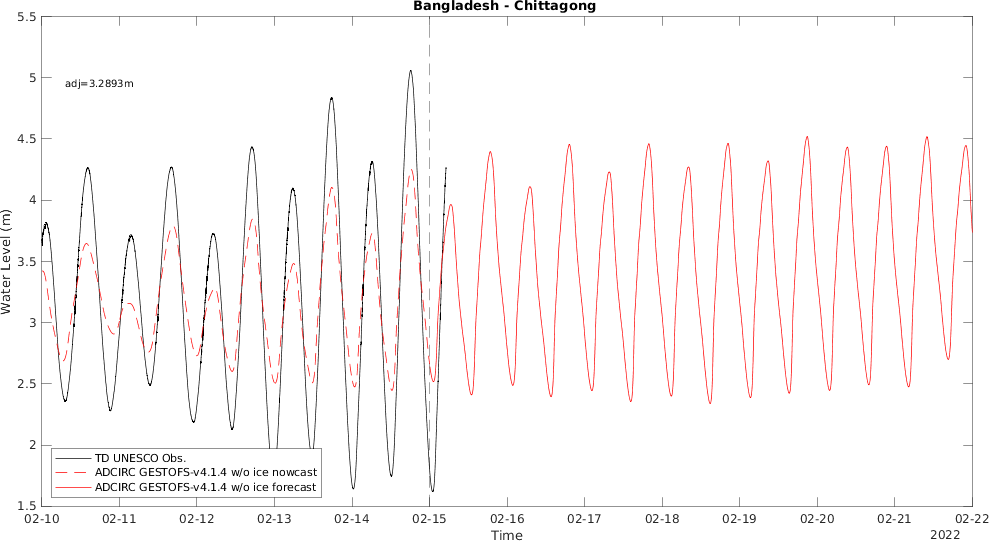 Bangladesh - Chittagong
5.5
5
4.5
4
3.5
3
2.5
2
1.5
Water Level (m)
adj=3.2893m
TD UNESCO Obs.
ADCIRC GESTOFS-v4.1.4 w/o ice nowcast
ADCIRC GESTOFS-v4.1.4 w/o ice forecast
02-10 02-11 02-12 02-13 02-14 02-15 02-16 02-17 02-18 02-19 02-20 02-21 02-22
Time
2022